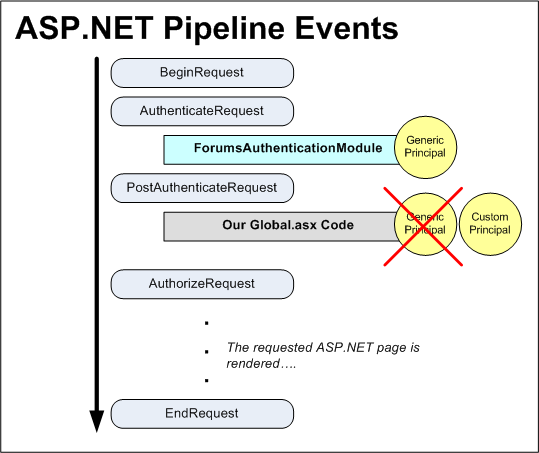 ASP.NET Pipeline Events
BeginRequest
AuthenticateRequest
ForumsAuthenticationModule
Generic
Principal
PostAuthenticateRequest
Our Global.asx Code
Generic
Principal
Custom
Principal
AuthorizeRequest
The requested ASP.NET page is
rendered....
EndRequest